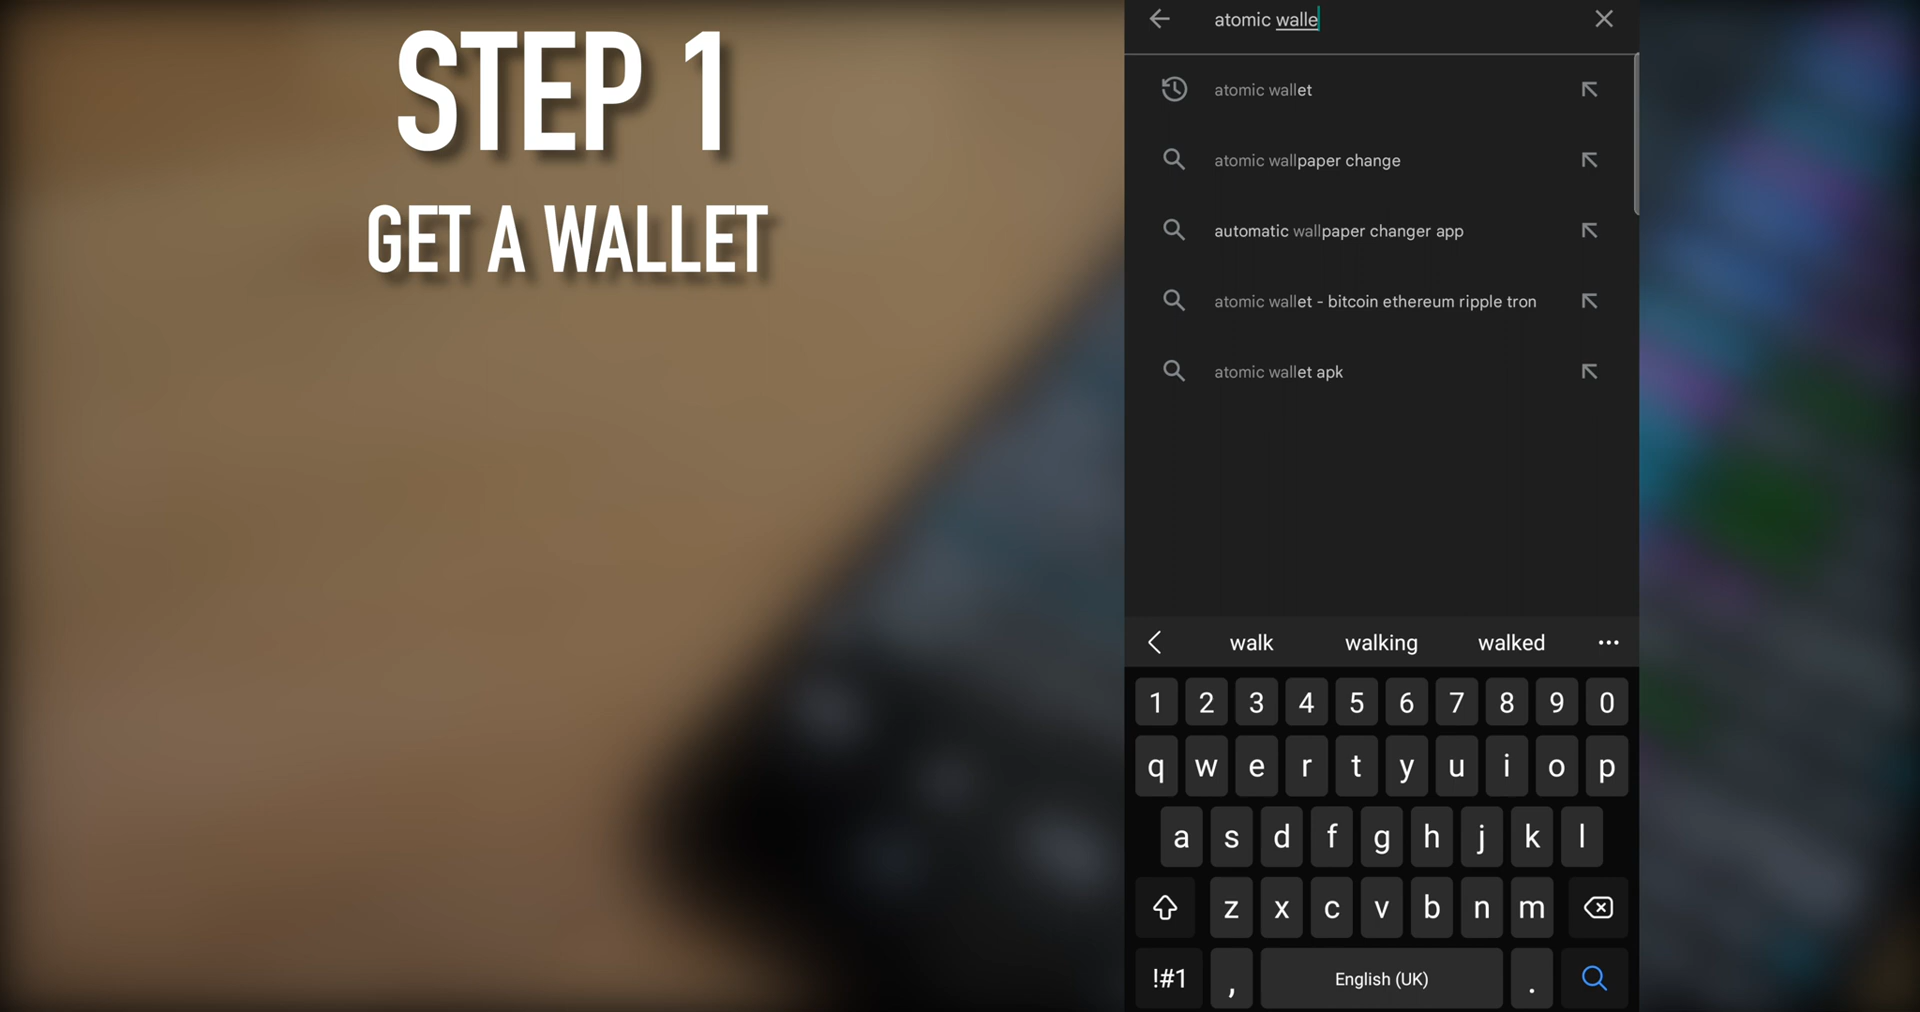 STEP 1
GET A WALLET
atomic walle
atomic wallet
atomic wallpaper change
automatic wallpaper changer app
atomic wallet - bitcoin ethereum ripple tron
atomic wallet apk
walk walking walked
1 2 3 4 5 6 7 8 9 0
q w e r t y u i o p
a s d f g h j k l
z x c v b n m
!#1 , English (UK) .